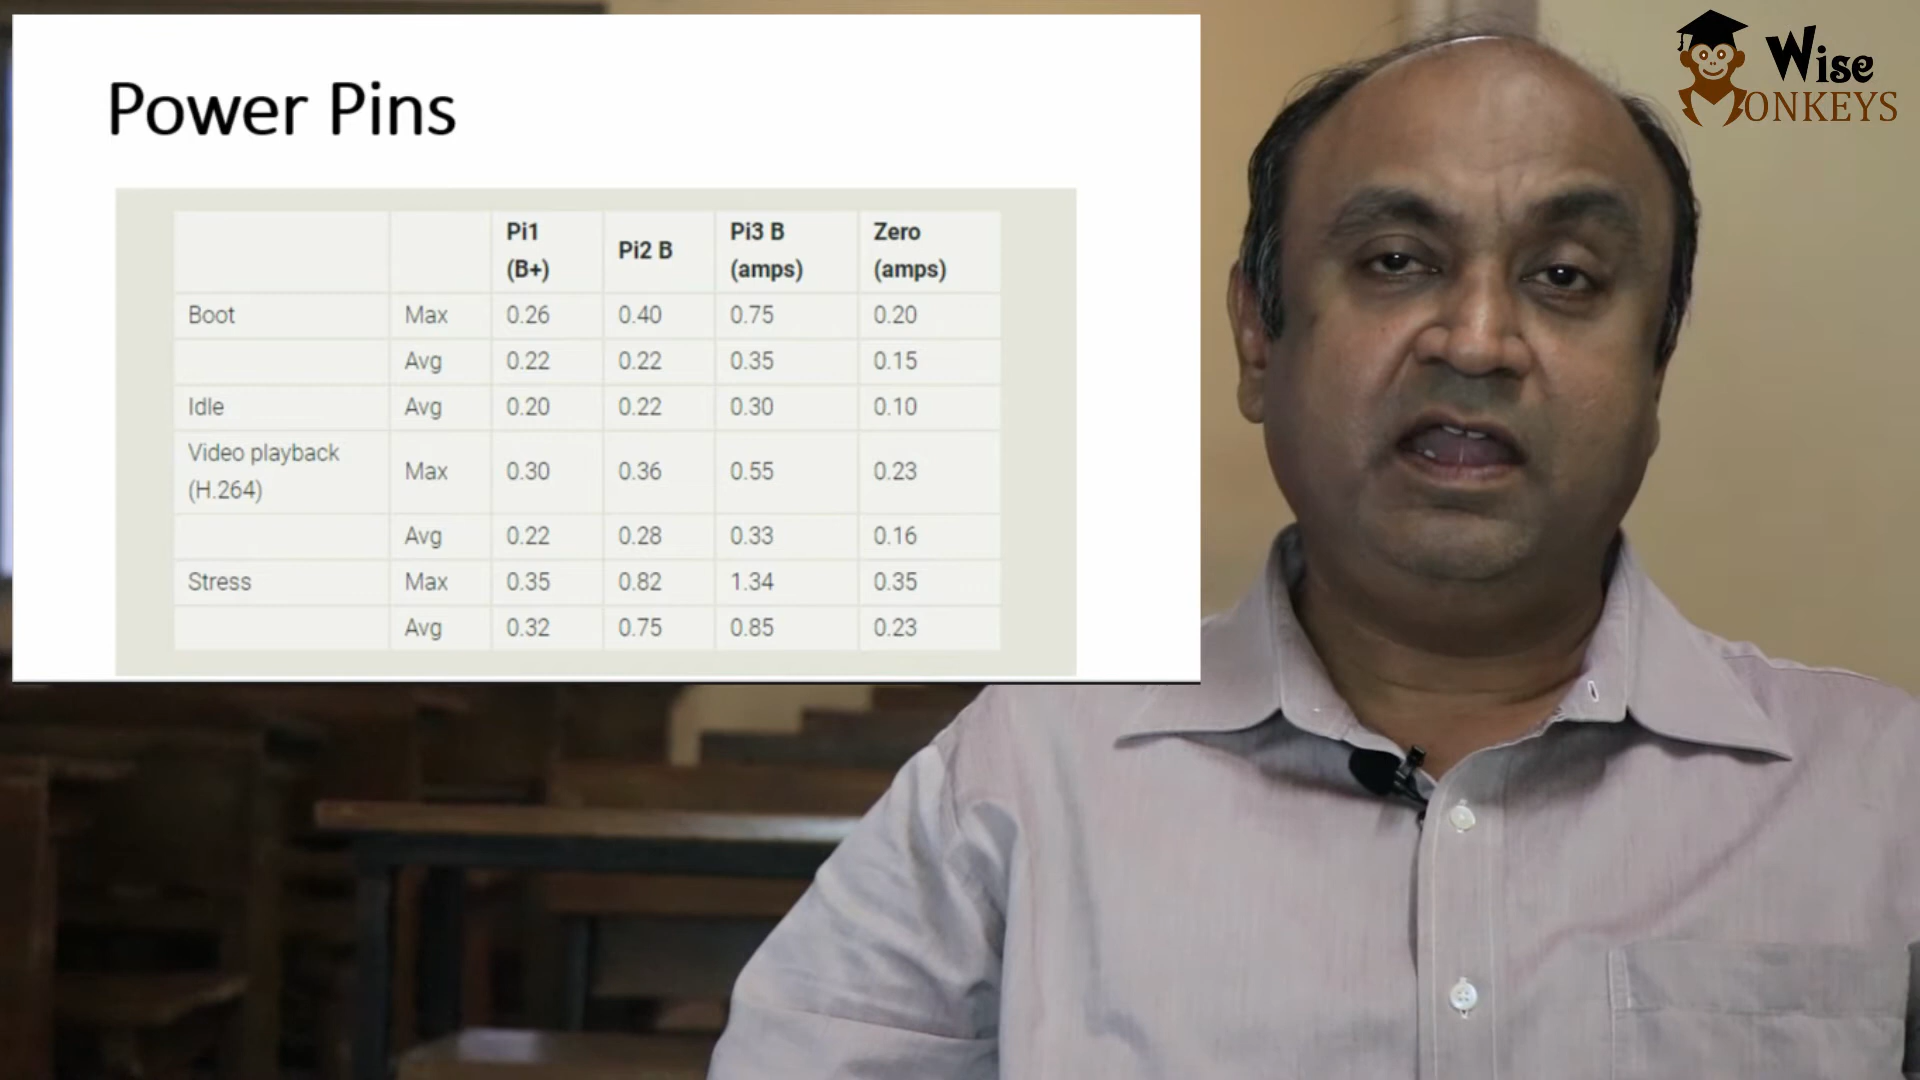 Power Pins
Pi1 (B+) Pi2 B Pi3 B (amps) Zero (amps)
Boot Max 0.26 0.40 0.75 0.20
Avg 0.22 0.22 0.35 0.15
Idle Avg 0.20 0.22 0.30 0.10
Video playback (H.264) Max 0.30 0.36 0.55 0.23
Avg 0.22 0.28 0.33 0.16
Stress Max 0.35 0.82 1.34 0.35
Avg 0.32 0.75 0.85 0.23
Wise
MONKEYS